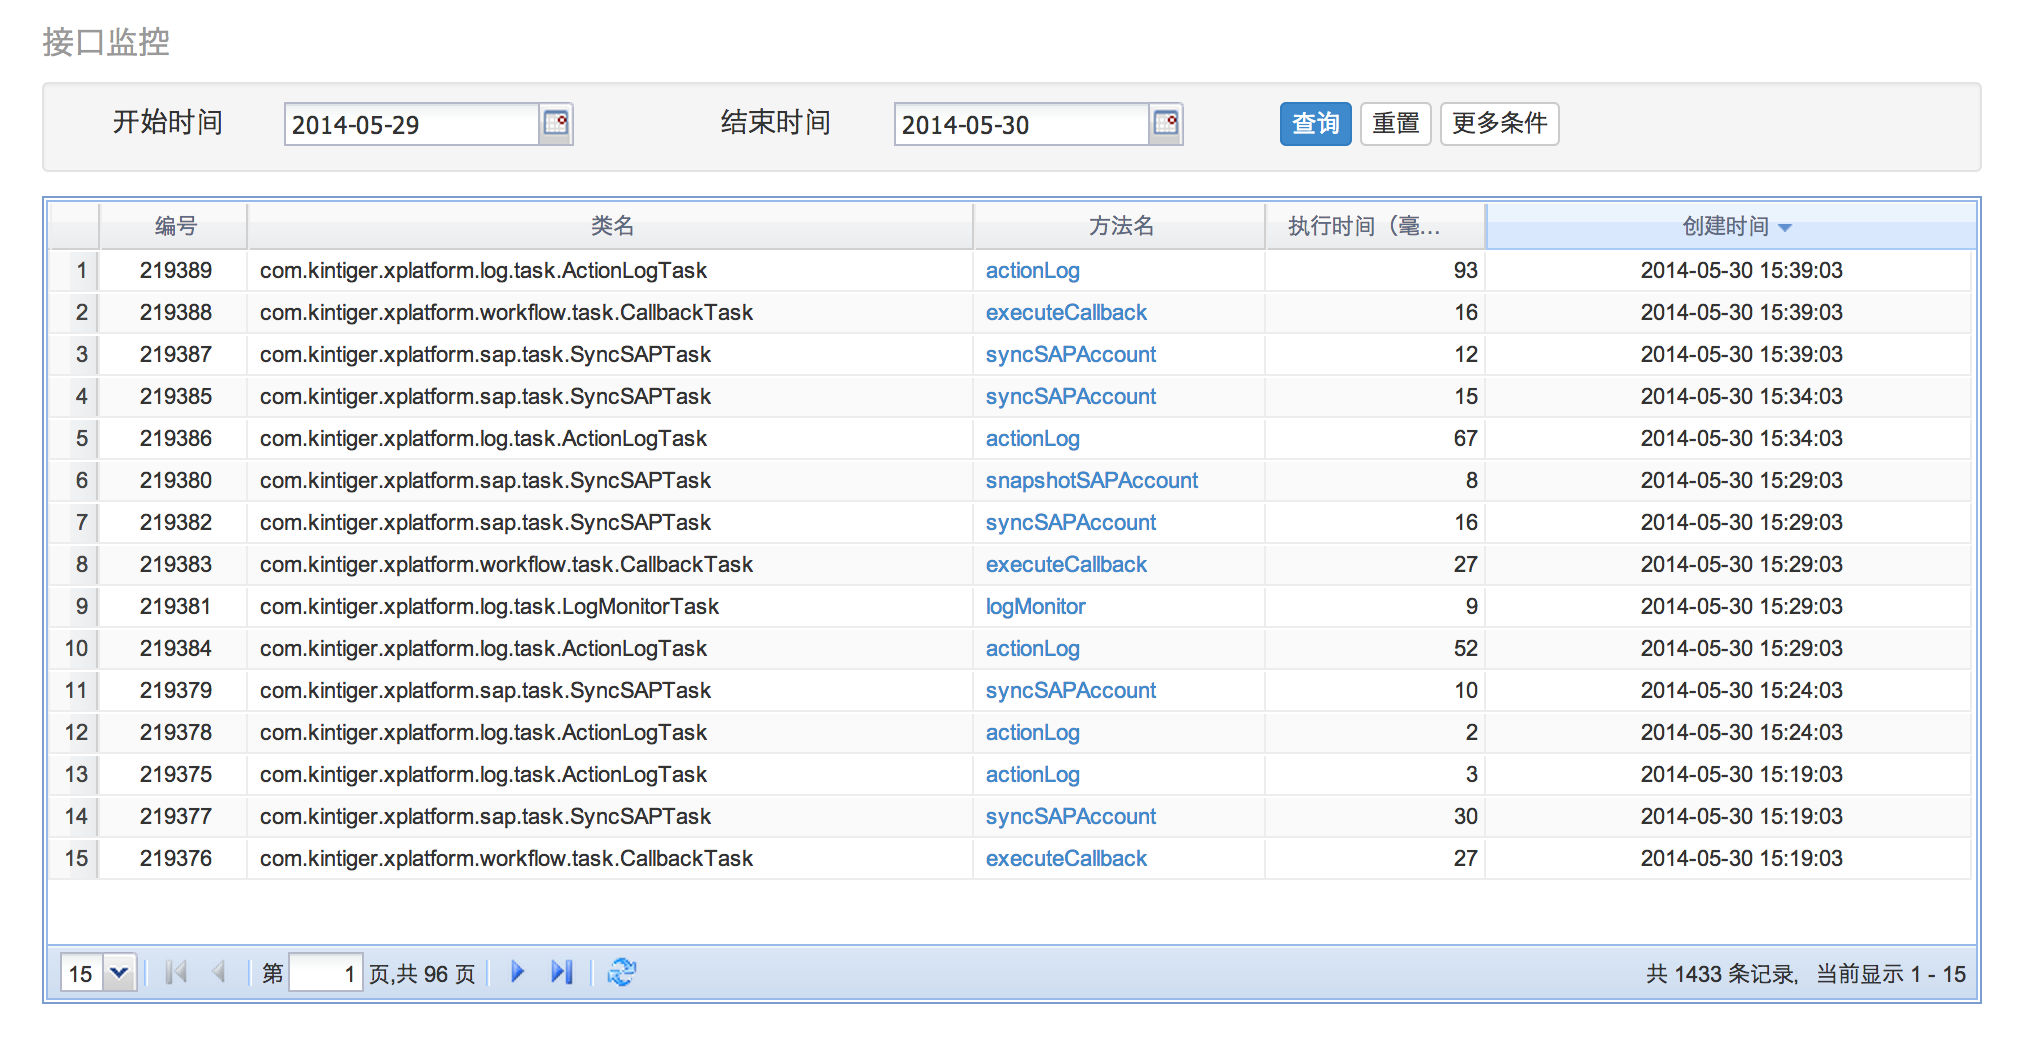 接口监控
开始时间 2014-05-29 结束时间 2014-05-30 查询 重置 更多条件
编号 类名 方法名 执行时间（毫... 创建时间
1 219389 com.kintiger.xplatform.log.task.ActionLogTask actionLog 93 2014-05-30 15:39:03
2 219388 com.kintiger.xplatform.workflow.task.CallbackTask executeCallback 16 2014-05-30 15:39:03
3 219387 com.kintiger.xplatform.sap.task.SyncSAPTask syncSAPAccount 12 2014-05-30 15:39:03
4 219385 com.kintiger.xplatform.sap.task.SyncSAPTask syncSAPAccount 15 2014-05-30 15:34:03
5 219386 com.kintiger.xplatform.log.task.ActionLogTask actionLog 67 2014-05-30 15:34:03
6 219380 com.kintiger.xplatform.sap.task.SyncSAPTask snapshotSAPAccount 8 2014-05-30 15:29:03
7 219382 com.kintiger.xplatform.sap.task.SyncSAPTask syncSAPAccount 16 2014-05-30 15:29:03
8 219383 com.kintiger.xplatform.workflow.task.CallbackTask executeCallback 27 2014-05-30 15:29:03
9 219381 com.kintiger.xplatform.log.task.LogMonitorTask logMonitor 9 2014-05-30 15:29:03
10 219384 com.kintiger.xplatform.log.task.ActionLogTask actionLog 52 2014-05-30 15:29:03
11 219379 com.kintiger.xplatform.sap.task.SyncSAPTask syncSAPAccount 10 2014-05-30 15:24:03
12 219378 com.kintiger.xplatform.log.task.ActionLogTask actionLog 2 2014-05-30 15:24:03
13 219375 com.kintiger.xplatform.log.task.ActionLogTask actionLog 3 2014-05-30 15:19:03
14 219377 com.kintiger.xplatform.sap.task.SyncSAPTask syncSAPAccount 30 2014-05-30 15:19:03
15 219376 com.kintiger.xplatform.workflow.task.CallbackTask executeCallback 27 2014-05-30 15:19:03
15 第 1 页,共 96 页 共 1433 条记录, 当前显示 1 - 15